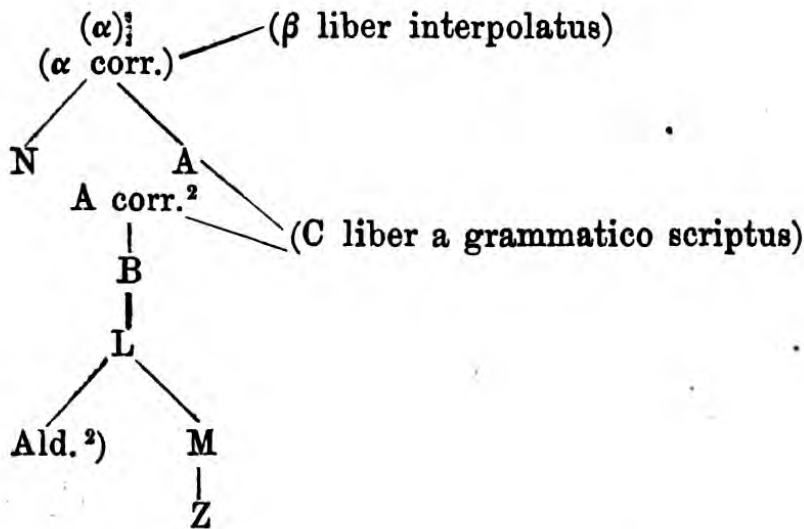 (α) (β liber interpolatus)
(α corr.)
N A
A corr.²
(C liber a grammatico scriptus)
B
L
Ald. ²) M
Z